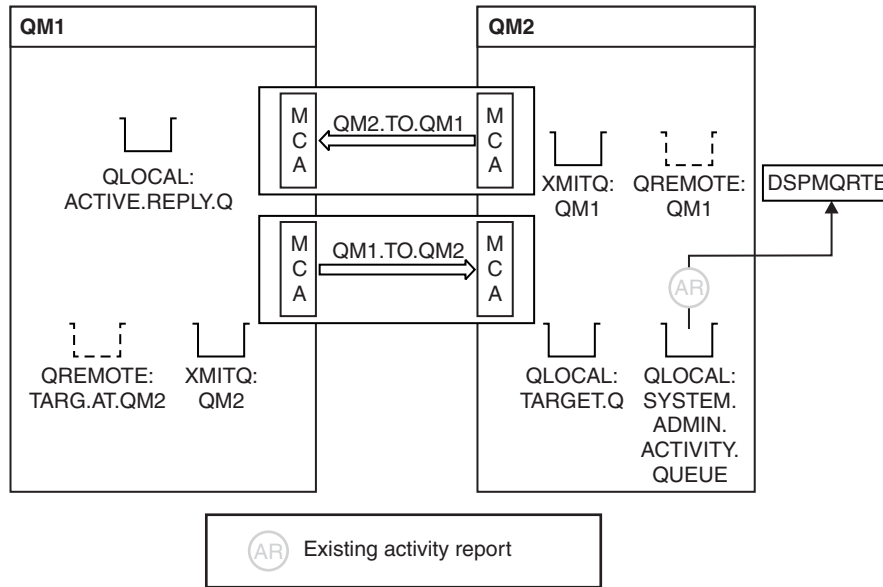 QM1
QM2
M
C
A
QM2.TO.QM1
M
C
A
QLOCAL:
ACTIVE.REPLY.Q
XMITQ:
QM1
QREMOTE:
QM1
DSPMQRTE
M
C
A
QM1.TO.QM2
M
C
A
AR
QREMOTE:
TARG.AT.QM2
XMITQ:
QM2
QLOCAL:
TARGET.Q
QLOCAL:
SYSTEM.
ADMIN.
ACTIVITY.
QUEUE
AR
Existing activity report